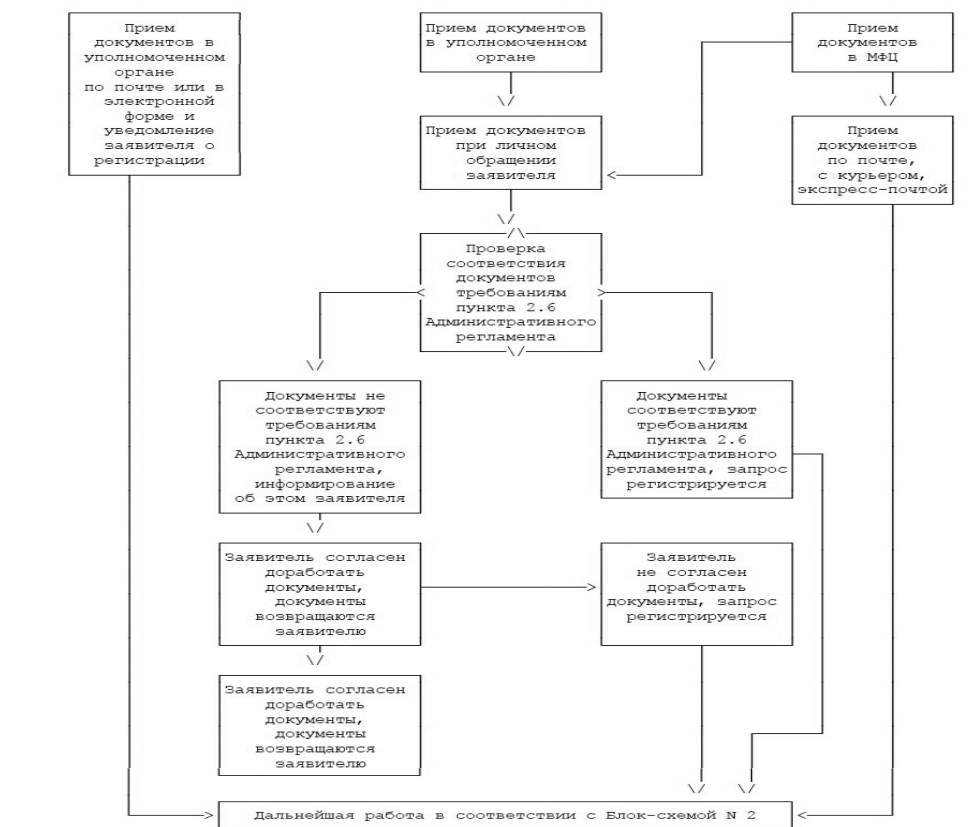 Прием
документов в
уполномоченном
органе
по почте или в
электронной
форме и
уведомление
заявителя о
регистрации
Прием документов
в уполномоченном
органе
Прием
документов
в МФЦ
Прием документов
при личном
обращении
заявителя
Прием
документов
по почте,
с курьером,
экспресс-почтой
Проверка
соответствия
документов
требованиям
пункта 2.6
Административного
регламента
Документы не
соответствуют
требованиям
пункта 2.6
Административного
регламента,
информирование
об этом заявителя
Документы
соответствуют
требованиям
пункта 2.6
Административного
регламента, запрос
регистрируется
Заявитель согласен
доработать
документы,
документы
возвращаются
заявителю
Заявитель
не согласен
доработать
документы, запрос
регистрируется
Заявитель согласен
доработать
документы,
документы
возвращаются
заявителю
Дальнейшая работа в соответствии с Блок-схемой N 2